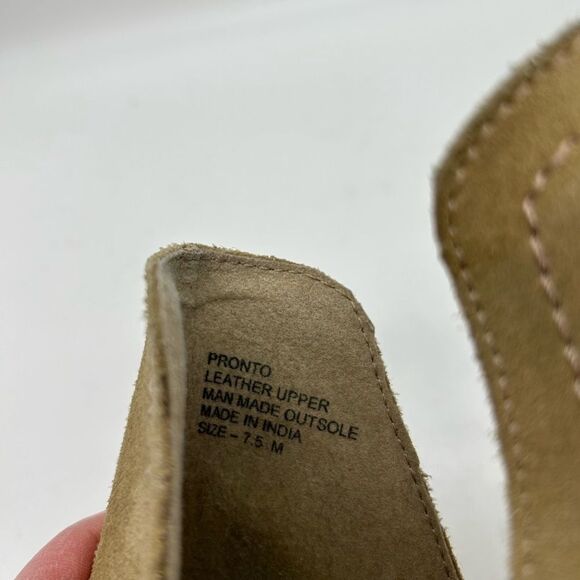 PRONTO
LEATHER UPPER
MAN MADE OUTSOLE
MADE IN INDIA
SIZE - 7.5 M